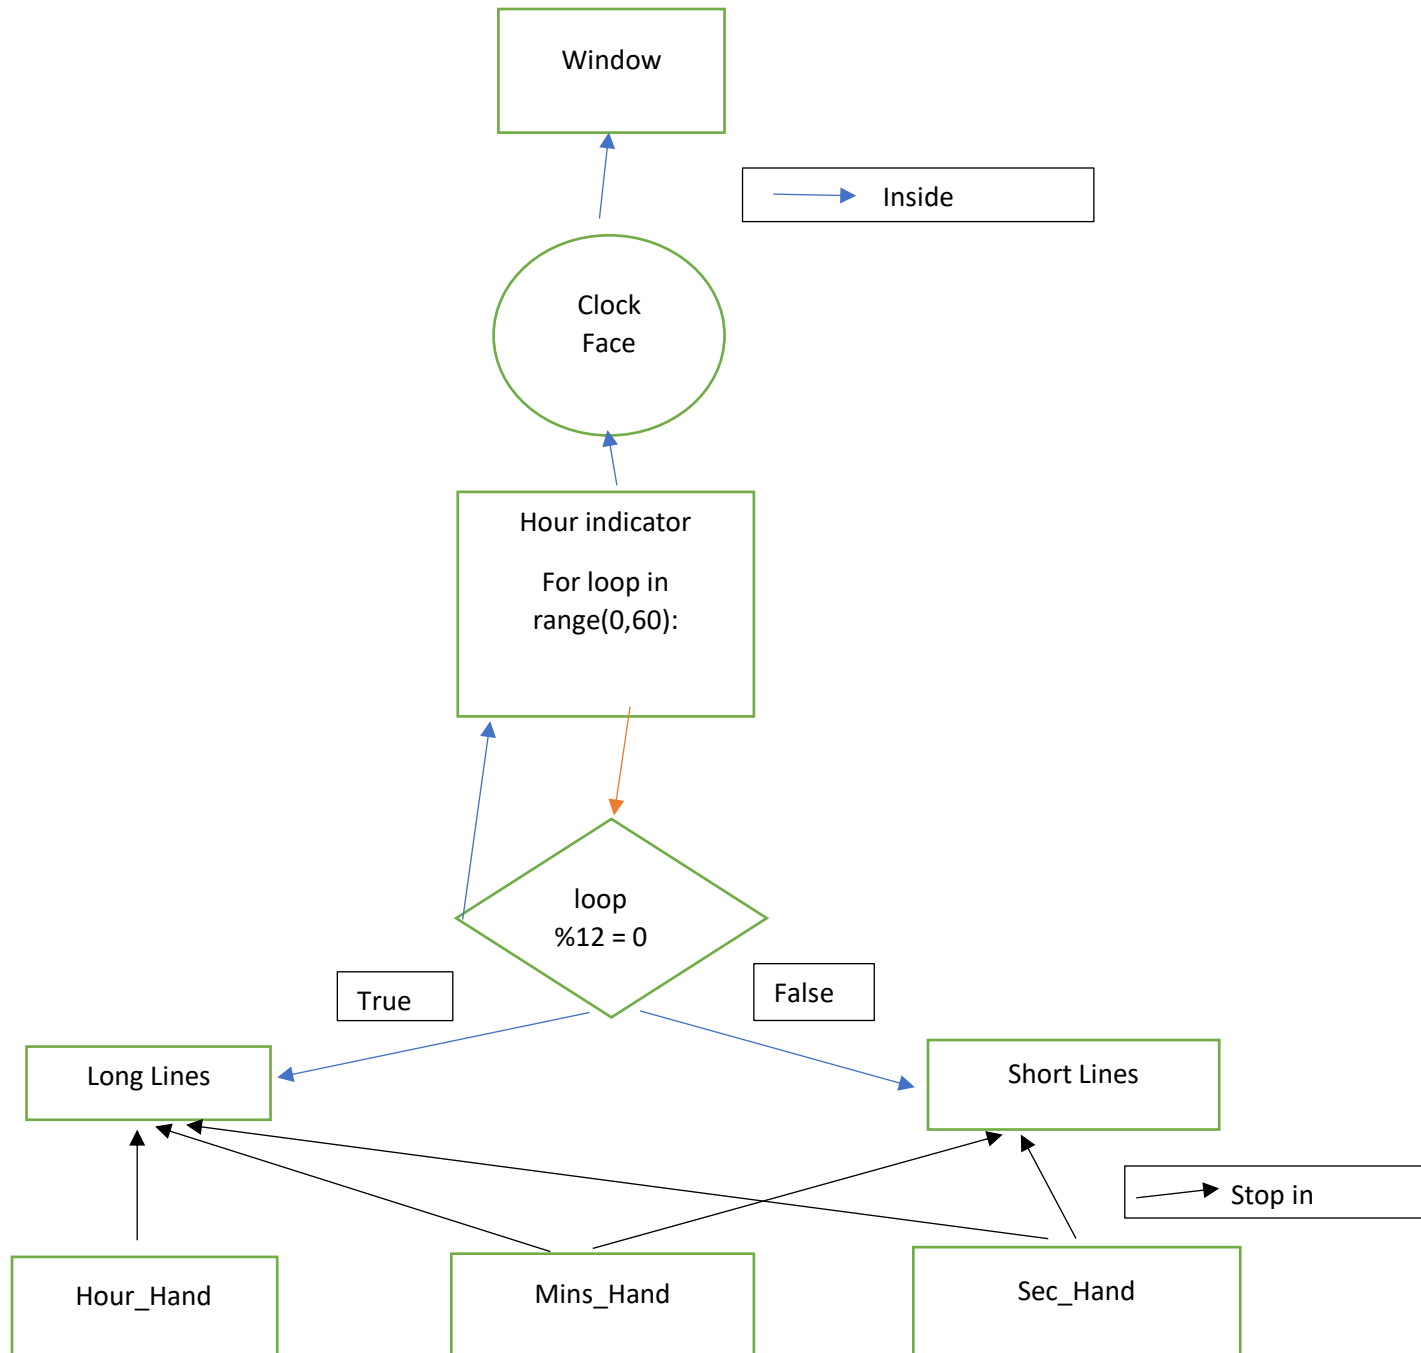 Window
Inside
Clock
Face
Hour indicator
For loop in
range(0,60):
loop
%12 = 0
True
False
Long Lines
Short Lines
Stop in
Hour_Hand
Mins_Hand
Sec_Hand